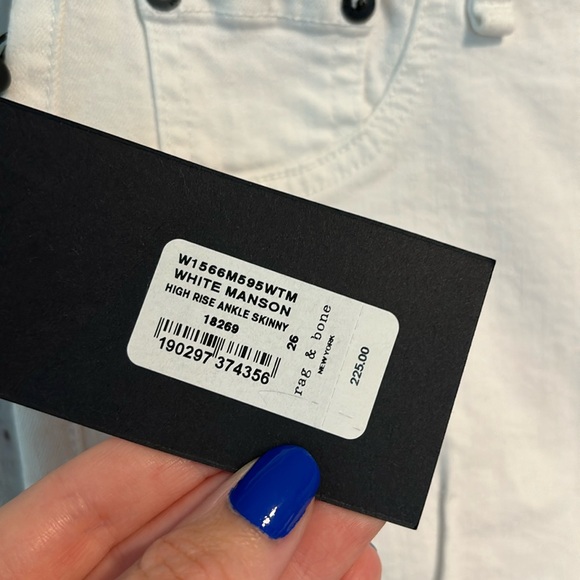 W1566M595WTM
WHITE MANSON
HIGH RISE ANKLE SKINNY
18269
190297 374356
26
rag & bone
NEW YORK
225.00